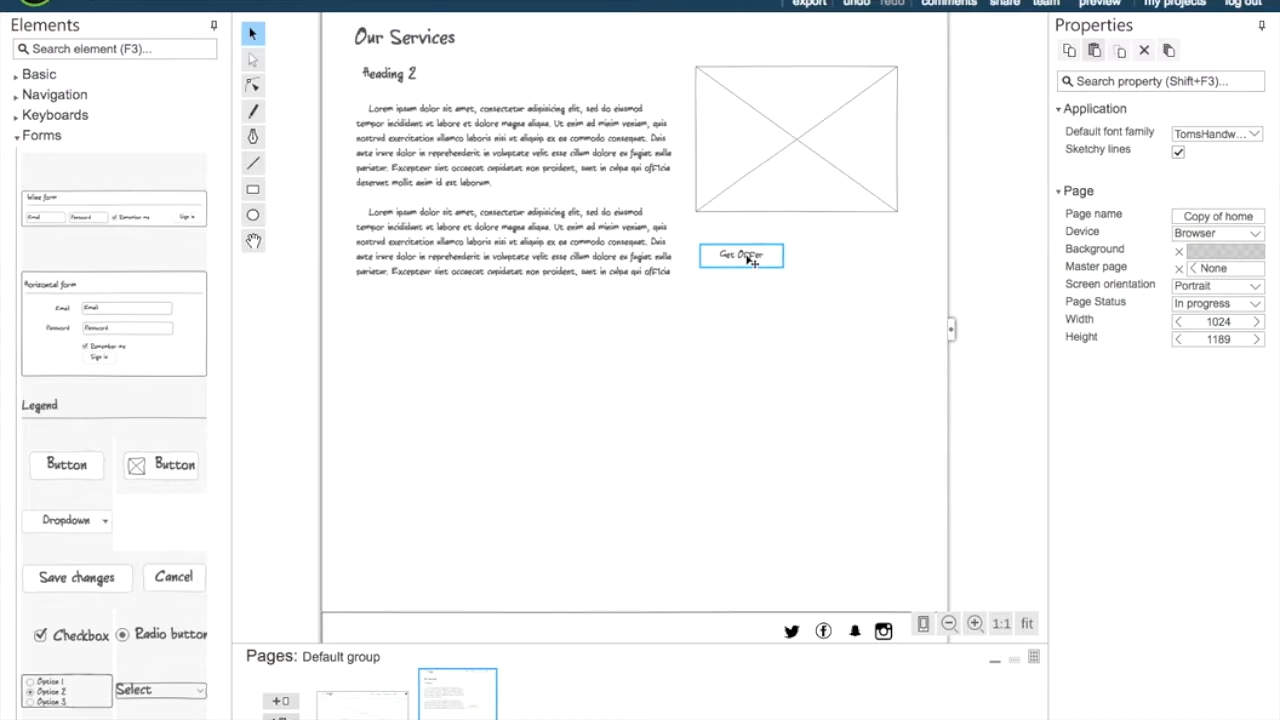 export undo redo comments share team preview my projects log out
Elements
Search element (F3)...
Basic
Navigation
Keyboards
Forms
Wide form
Email Password Remember me Sign in
Horizontal form
Email Email
Password Password
Remember me
Sign in
Legend
Button Button
Dropdown
Save changes Cancel
Checkbox Radio button
Option 1
Option 2
Option 3
Select
Our Services
Heading 2
Lorem ipsum dolor sit amet, consectetur adipisicing elit, sed do eiusmod
tempor incididunt ut labore et dolore magna aliqua. Ut enim ad minim veniam, quis
nostrud exercitation ullamco laboris nisi ut aliquip ex ea commodo consequat. Duis
aute irure dolor in reprehenderit in voluptate velit esse cillum dolore eu fugiat nulla
pariatur. Excepteur sint occaecat cupidatat non proident, sunt in culpa qui officia
deserunt mollit anim id est laborum.
Lorem ipsum dolor sit amet, consectetur adipisicing elit, sed do eiusmod
tempor incididunt ut labore et dolore magna aliqua. Ut enim ad minim veniam, quis
nostrud exercitation ullamco laboris nisi ut aliquip ex ea commodo consequat. Duis
aute irure dolor in reprehenderit in voluptate velit esse cillum dolore eu fugiat nulla
pariatur. Excepteur sint occaecat cupidatat non proident, sunt in culpa qui officia
Get Offer
1:1 fit
Pages: Default group
Properties
Search property (Shift+F3)...
Application
Default font family TomsHandw...
Sketchy lines
Page
Page name Copy of home
Device Browser
Background
Master page None
Screen orientation Portrait
Page Status In progress
Width 1024
Height 1189